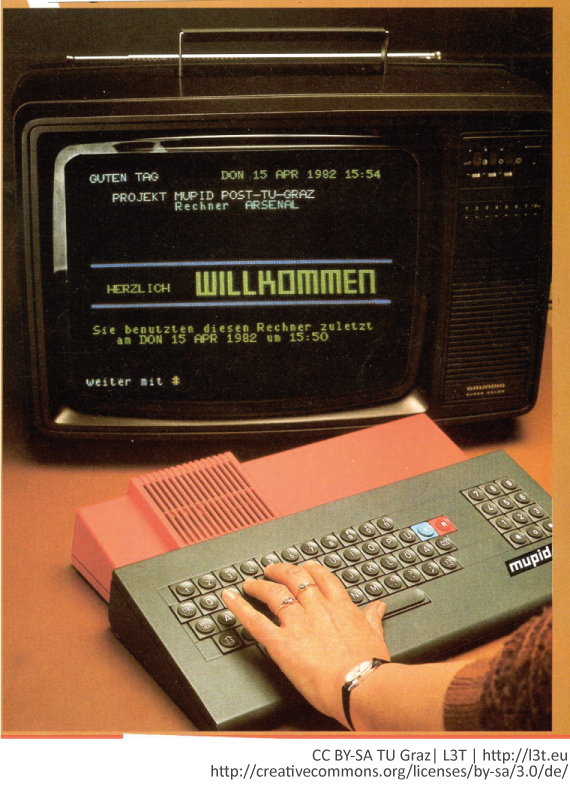 GUTEN TAG DON 15 APR 1982 15:54
PROJEKT MUPID POST-TU-GRAZ
Rechner ARSENAL
HERZLICH WILLKOMMEN
Sie benutzten diesen Rechner zuletzt
am DON 15 APR 1982 um 15:50
weiter mit #
GRUNDIG
SUPER COLOR
mupid
CC BY-SA TU Graz| L3T | http://l3t.eu
http://creativecommons.org/licenses/by-sa/3.0/de/